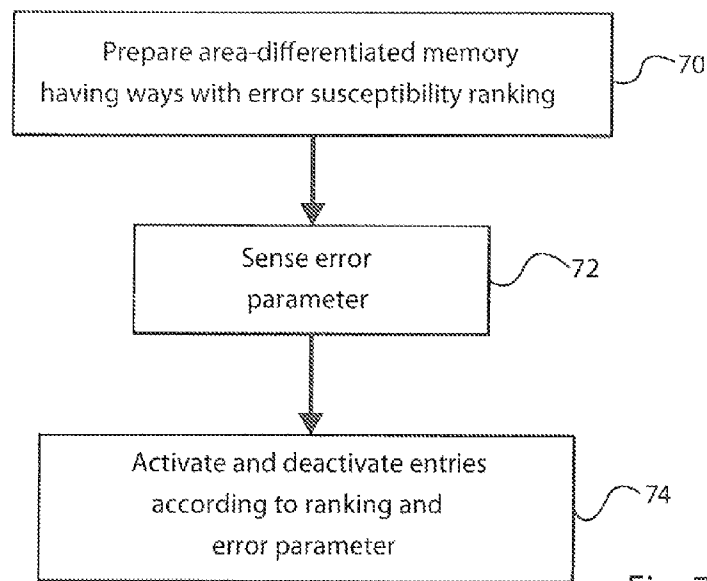 Prepare area-differentiated memory
having ways with error susceptibility ranking
70
Sense error
parameter
72
Activate and deactivate entries
according to ranking and
error parameter
74